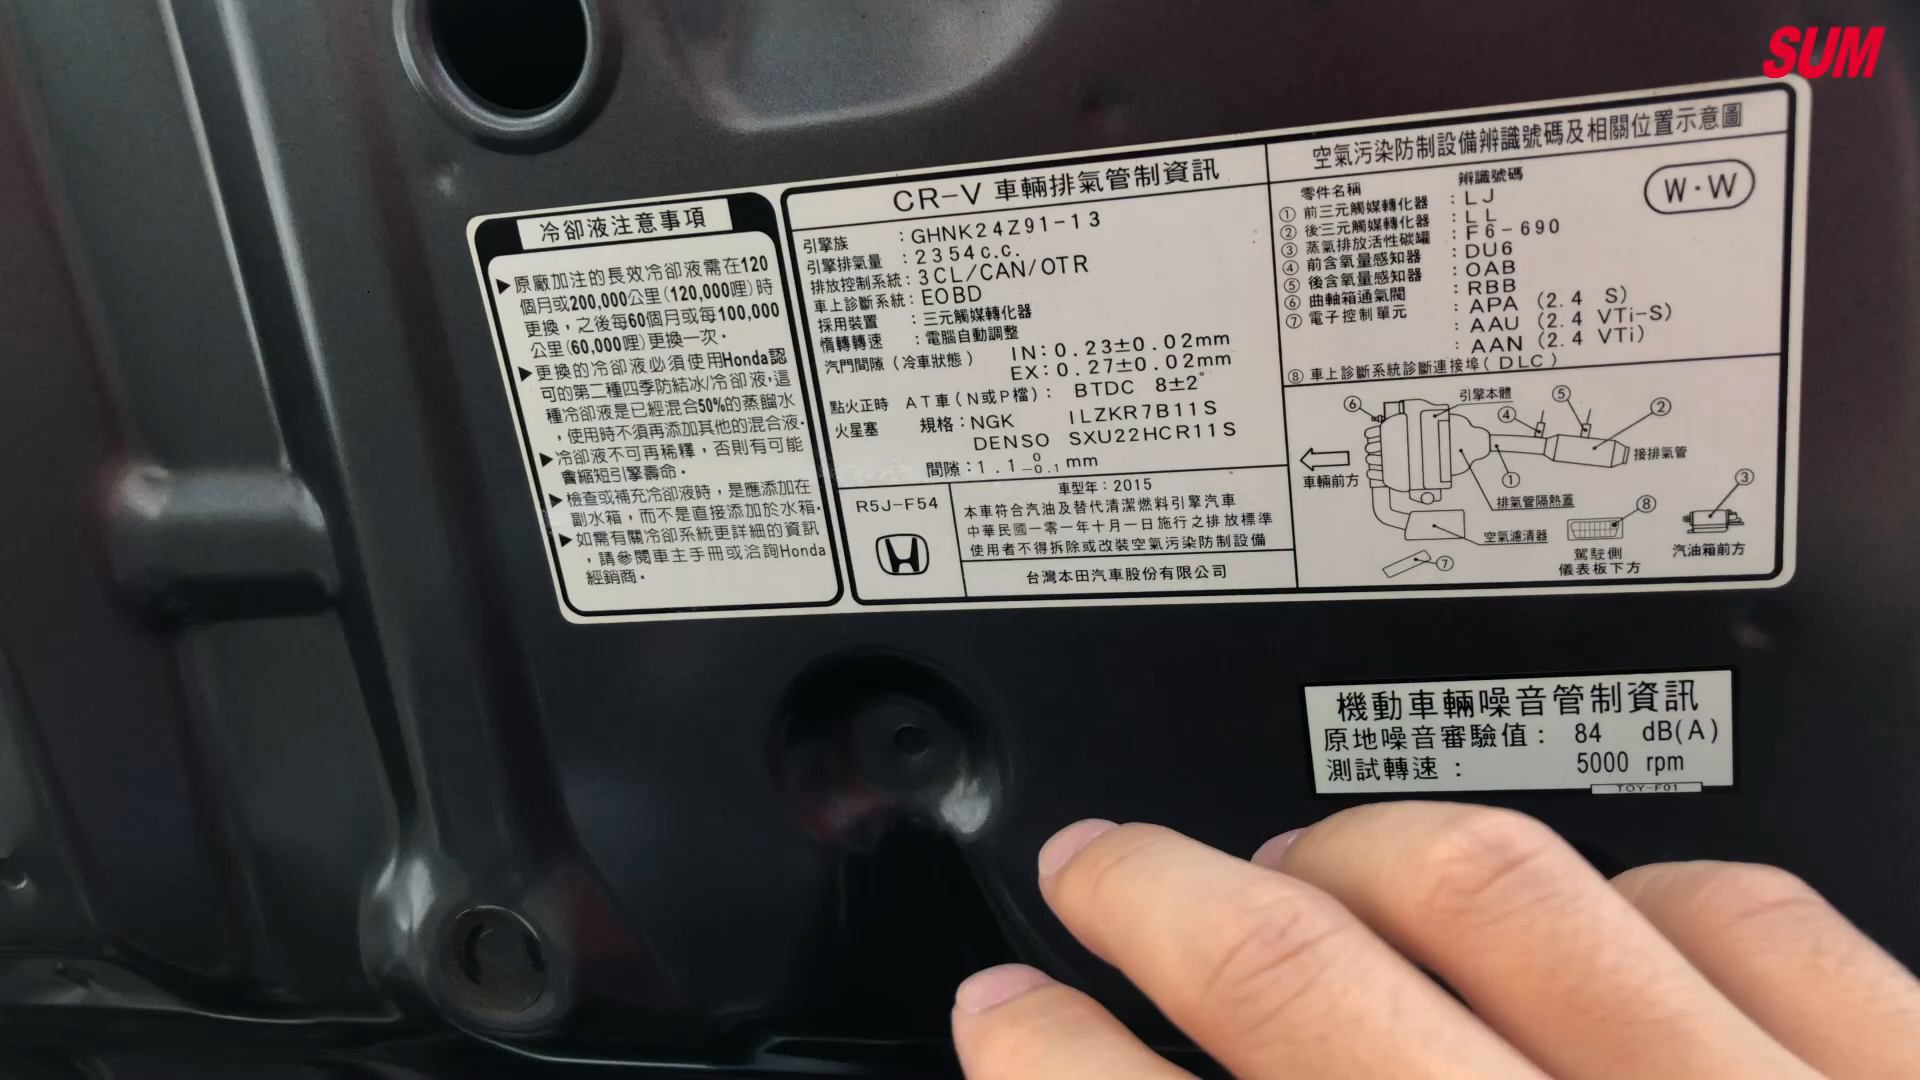 SUM
冷卻液注意事項
▶原廠加注的長效冷卻液需在120
個月或200,000公里(120,000哩)時
更換，之後每60個月或每100,000
公里(60,000哩)更換一次。
▶更換的冷卻液必須使用Honda認
可的第二種四季防結冰/冷卻液，這
種冷卻液是已經混合50%的蒸餾水
，使用時不須再添加其他的混合液。
▶冷卻液不可再稀釋，否則有可能
會縮短引擎壽命。
▶檢查或補充冷卻液時，是應添加在
副水箱，而不是直接添加於水箱。
▶如需有關冷卻系統更詳細的資訊
，請參閱車主手冊或洽詢Honda
經銷商。
CR-V 車輛排氣管制資訊
引擎族 : GHNK24Z91-13
引擎排氣量 : 2354c.c.
排放控制系統: 3CL/CAN/OTR
車上診斷系統: EOBD
採用裝置 : 三元觸媒轉化器
惰轉轉速 : 電腦自動調整
汽門間隙(冷車狀態) IN: 0.23±0.02mm
EX: 0.27±0.02mm
點火正時 AT車(N或P檔): BTDC 8±2°
火星塞 規格: NGK ILZKR7B11S
DENSO SXU22HCR11S
間隙: 1.1 0 -0.1 mm
R5J-F54
車型年: 2015
本車符合汽油及替代清潔燃料引擎汽車
中華民國一零一年十月一日施行之排放標準
使用者不得拆除或改裝空氣污染防制設備
台灣本田汽車股份有限公司
空氣污染防制設備辨識號碼及相關位置示意圖
零件名稱 辨識號碼
W·W
① 前三元觸媒轉化器 : LJ
② 後三元觸媒轉化器 : LL
③ 蒸氣排放活性碳罐 : F6-690
④ 前含氧量感知器 : DU6
⑤ 後含氧量感知器 : OAB
⑥ 曲軸箱通氣閥 : RBB
⑦ 電子控制單元 : APA (2.4 S)
: AAU (2.4 VTi-S)
: AAN (2.4 VTi)
⑧ 車上診斷系統診斷連接埠(DLC)
引擎本體
⑥
④
⑤
②
①
接排氣管
車輛前方
排氣管隔熱蓋
⑧
③
空氣濾清器
⑦
駕駛側
儀表板下方
汽油箱前方
機動車輛噪音管制資訊
原地噪音審驗值: 84 dB(A)
測試轉速 : 5000 rpm
TOY-F01